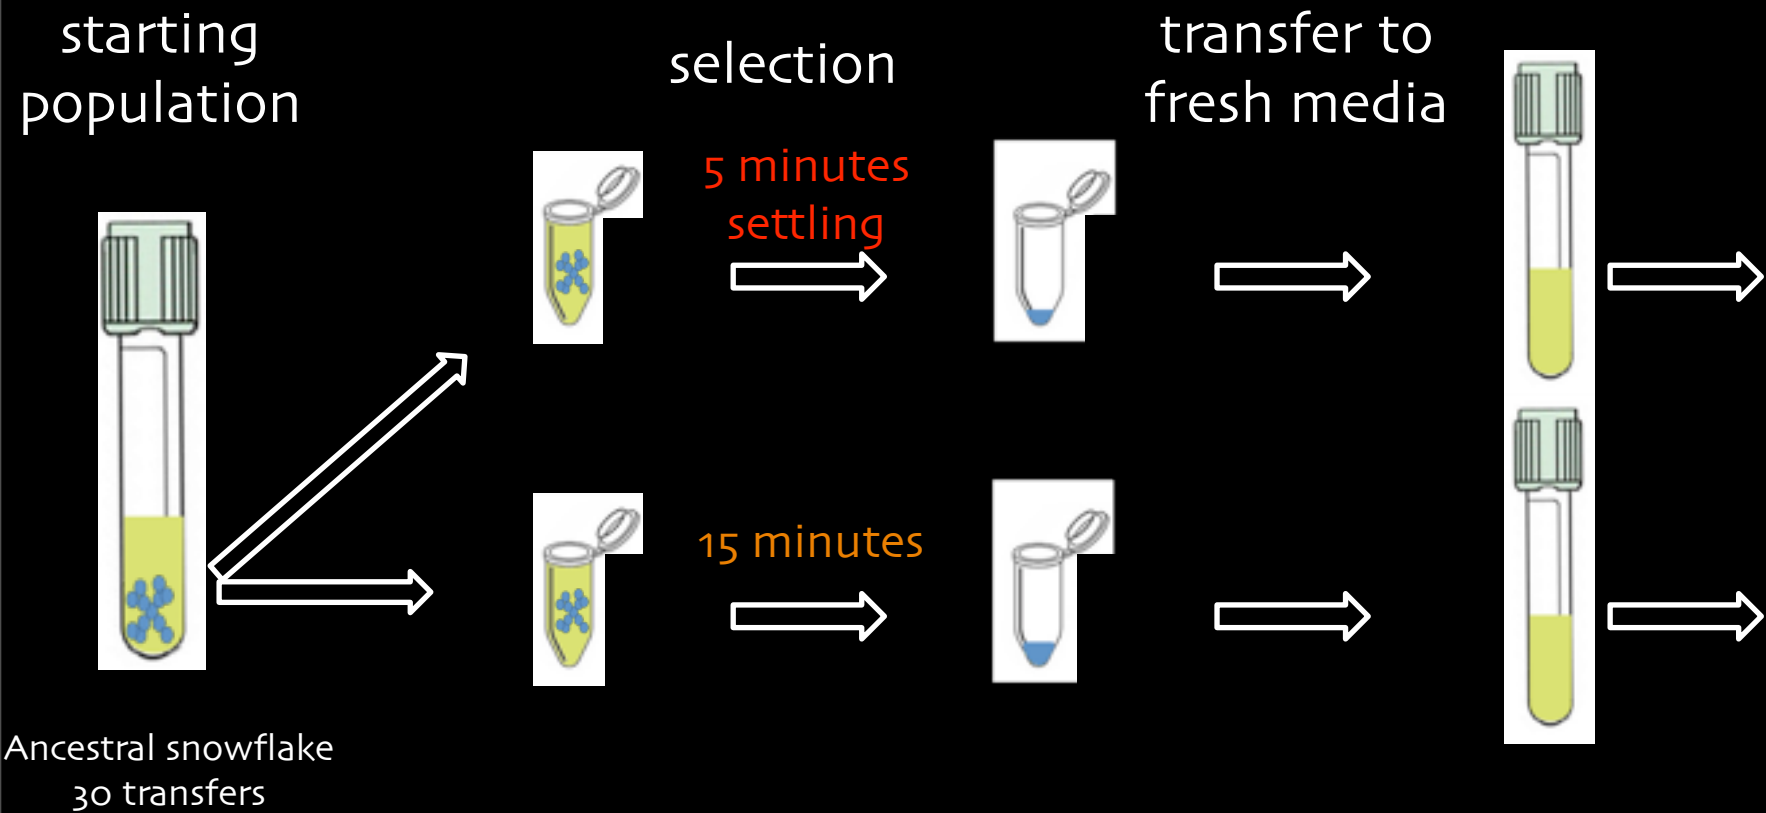 starting
population
selection
transfer to
fresh media
5 minutes
settling
15 minutes
Ancestral snowflake
30 transfers